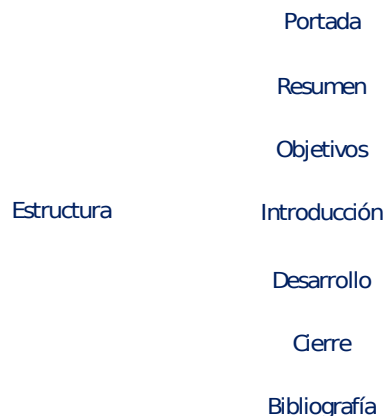 Portada
Resumen
Objetivos
Estructura
Introducción
Desarrollo
Cierre
Bibliografía